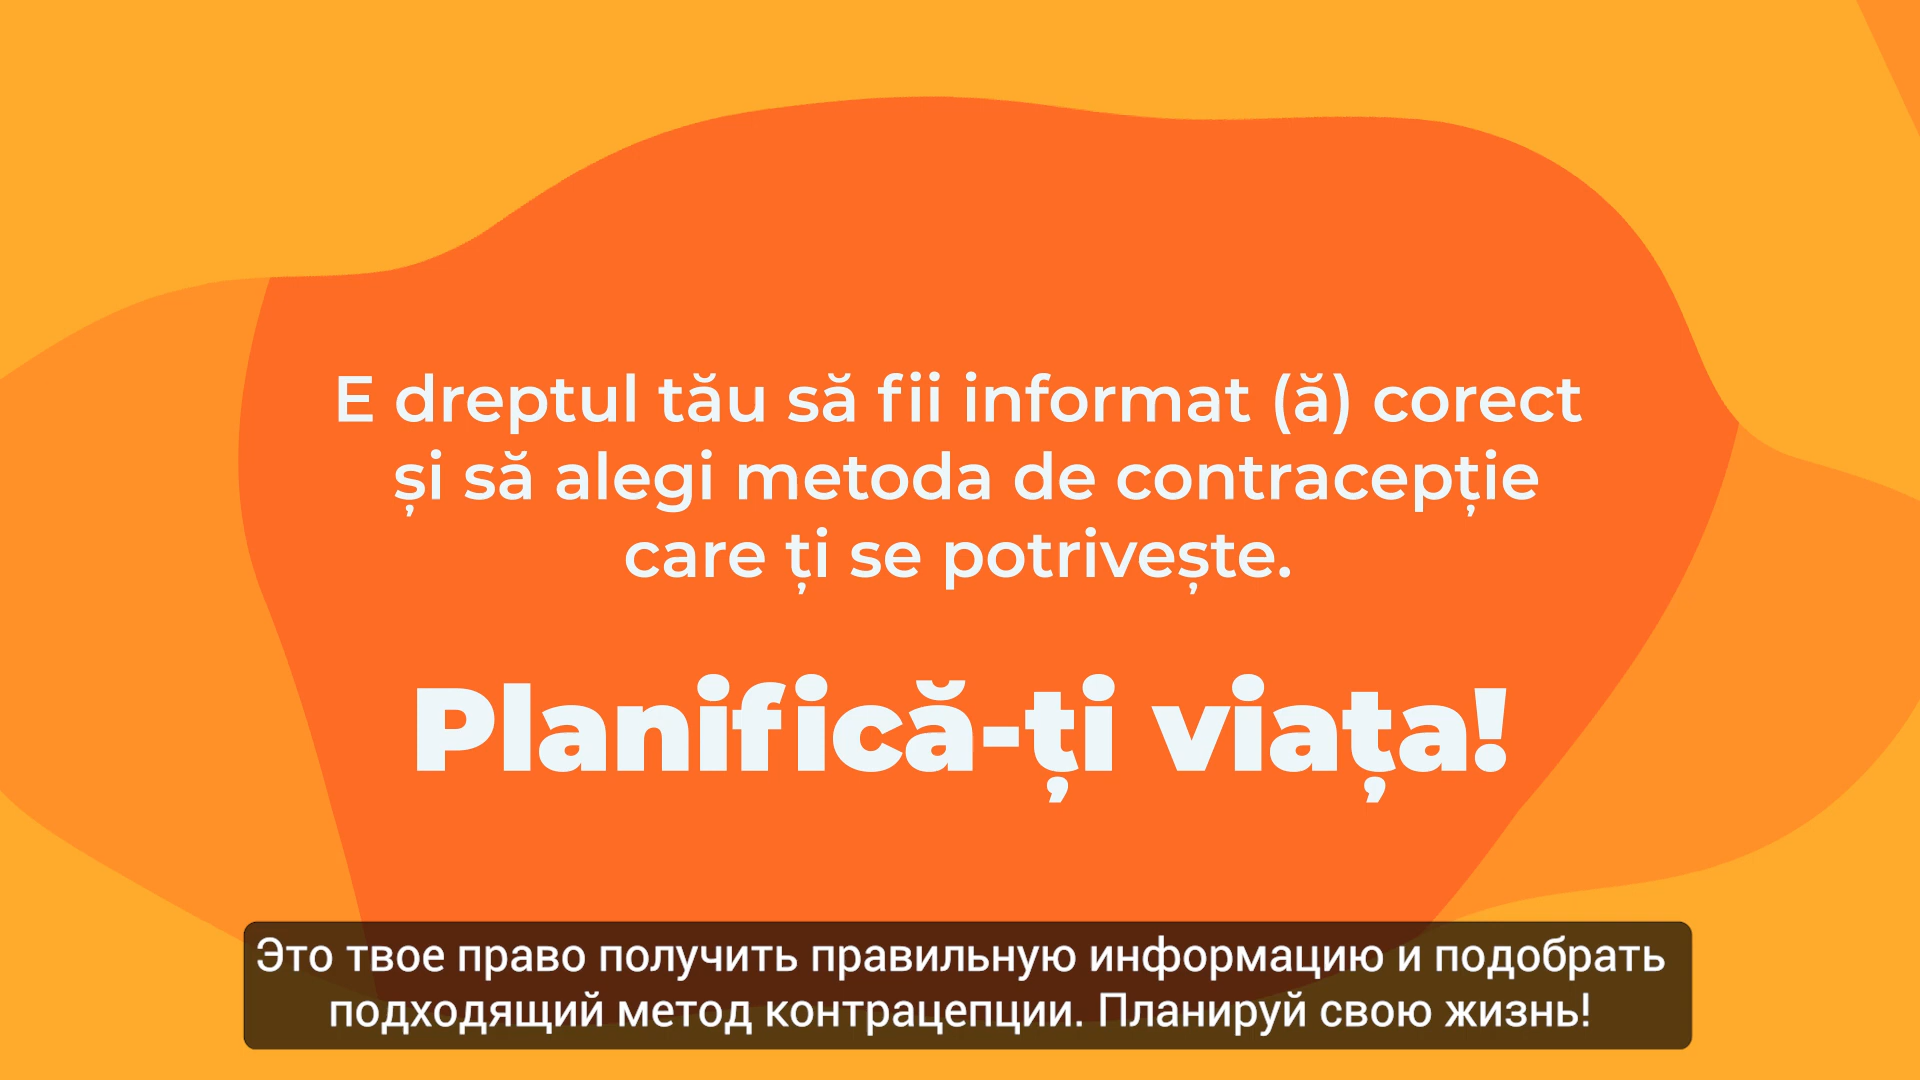 E dreptul tău să fii informat (ă) corect
și să alegi metoda de contracepție
care ți se potrivește.
Planifică-ți viața!
Это твое право получить правильную информацию и подобрать
подходящий метод контрацепции. Планируй свою жизнь!